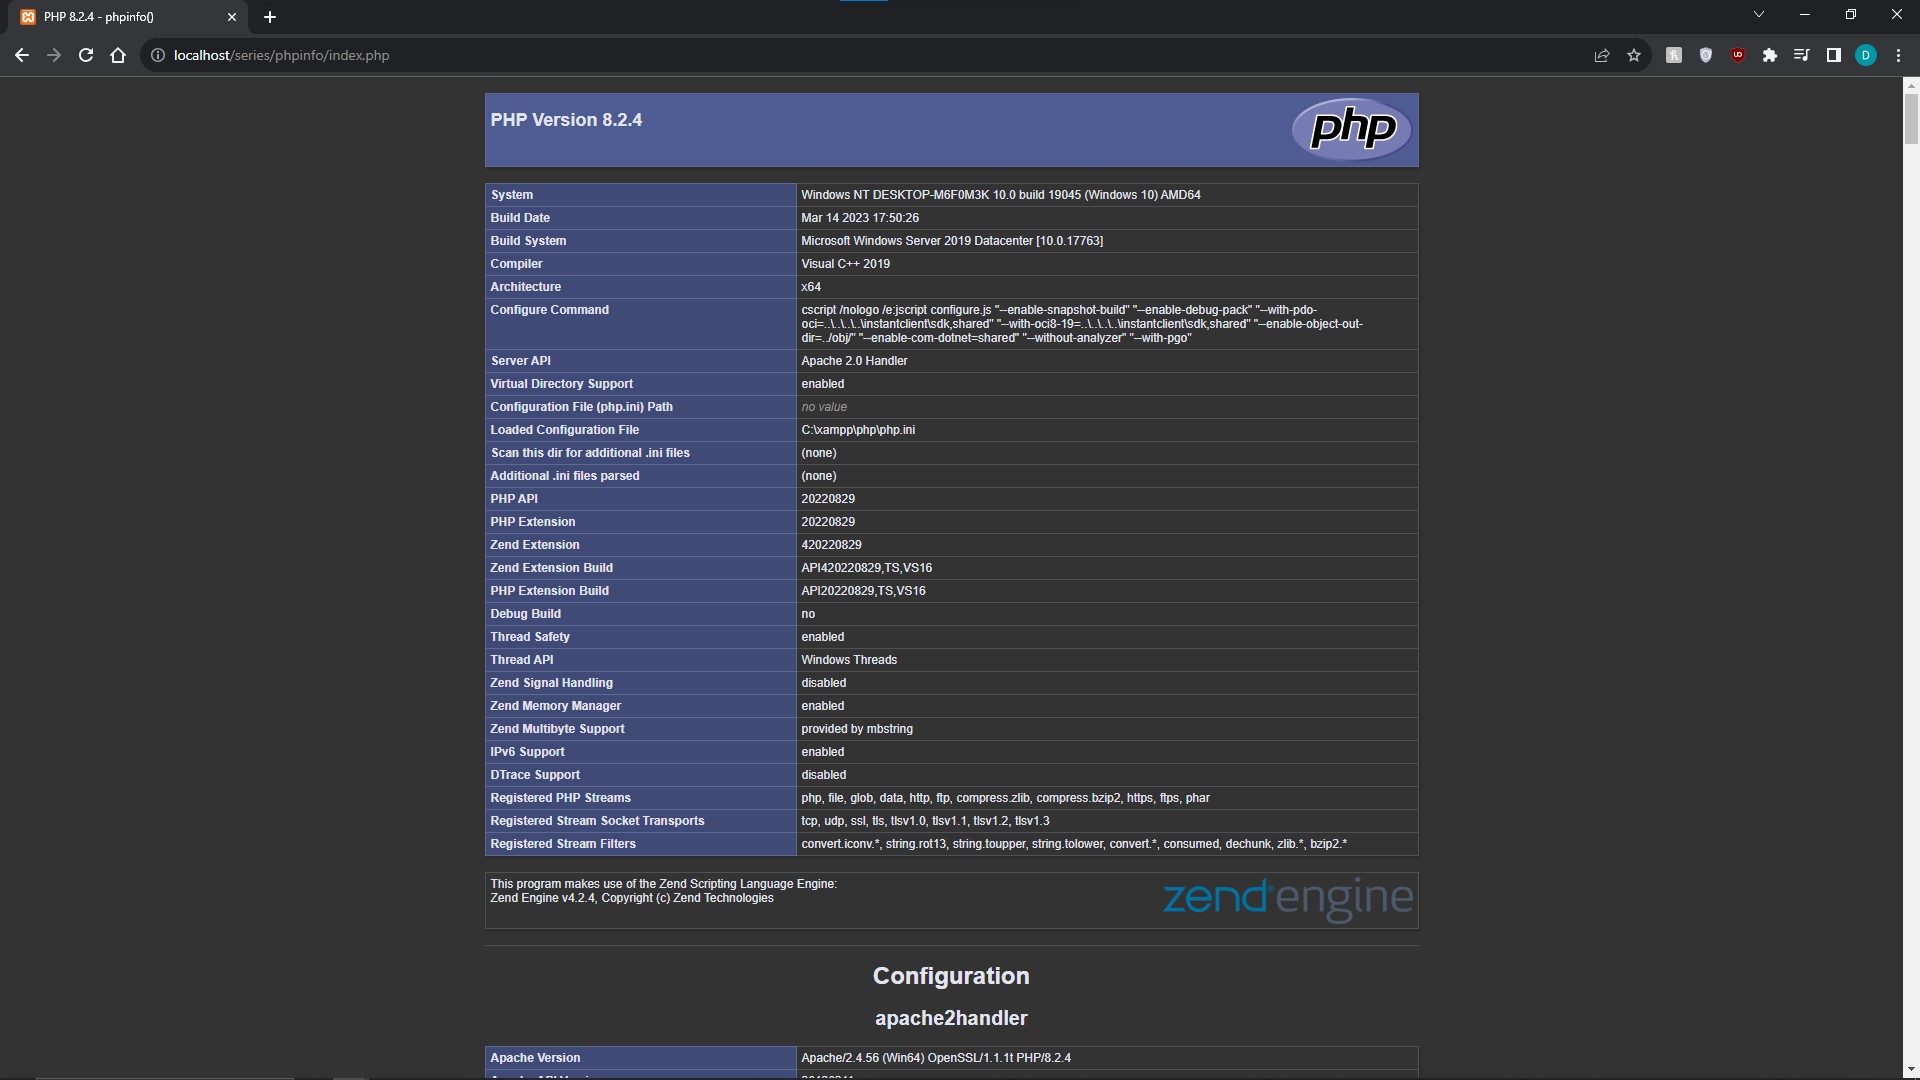 PHP 8.2.4 - phpinfo()
localhost/series/phpinfo/index.php
D
PHP Version 8.2.4
php
System Windows NT DESKTOP-M6F0M3K 10.0 build 19045 (Windows 10) AMD64
Build Date Mar 14 2023 17:50:26
Build System Microsoft Windows Server 2019 Datacenter [10.0.17763]
Compiler Visual C++ 2019
Architecture x64
Configure Command cscript /nologo /e:jscript configure.js "--enable-snapshot-build" "--enable-debug-pack" "--with-pdo-
oci=..\..\..\..\instantclient\sdk,shared" "--with-oci8-19=..\..\..\..\instantclient\sdk,shared" "--enable-object-out-
dir=../obj/" "--enable-com-dotnet=shared" "--without-analyzer" "--with-pgo"
Server API Apache 2.0 Handler
Virtual Directory Support enabled
Configuration File (php.ini) Path no value
Loaded Configuration File C:\xampp\php\php.ini
Scan this dir for additional .ini files (none)
Additional .ini files parsed (none)
PHP API 20220829
PHP Extension 20220829
Zend Extension 420220829
Zend Extension Build API420220829,TS,VS16
PHP Extension Build API20220829,TS,VS16
Debug Build no
Thread Safety enabled
Thread API Windows Threads
Zend Signal Handling disabled
Zend Memory Manager enabled
Zend Multibyte Support provided by mbstring
IPv6 Support enabled
DTrace Support disabled
Registered PHP Streams php, file, glob, data, http, ftp, compress.zlib, compress.bzip2, https, ftps, phar
Registered Stream Socket Transports tcp, udp, ssl, tls, tlsv1.0, tlsv1.1, tlsv1.2, tlsv1.3
Registered Stream Filters convert.iconv.*, string.rot13, string.toupper, string.tolower, convert.*, consumed, dechunk, zlib.*, bzip2.*
This program makes use of the Zend Scripting Language Engine:
Zend Engine v4.2.4, Copyright (c) Zend Technologies
zend engine
Configuration
apache2handler
Apache Version Apache/2.4.56 (Win64) OpenSSL/1.1.1t PHP/8.2.4